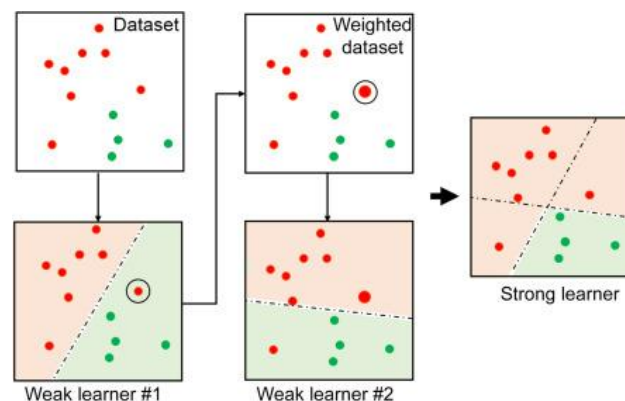 Dataset
Weighted
dataset
Weak learner #1
Weak learner #2
Strong learner